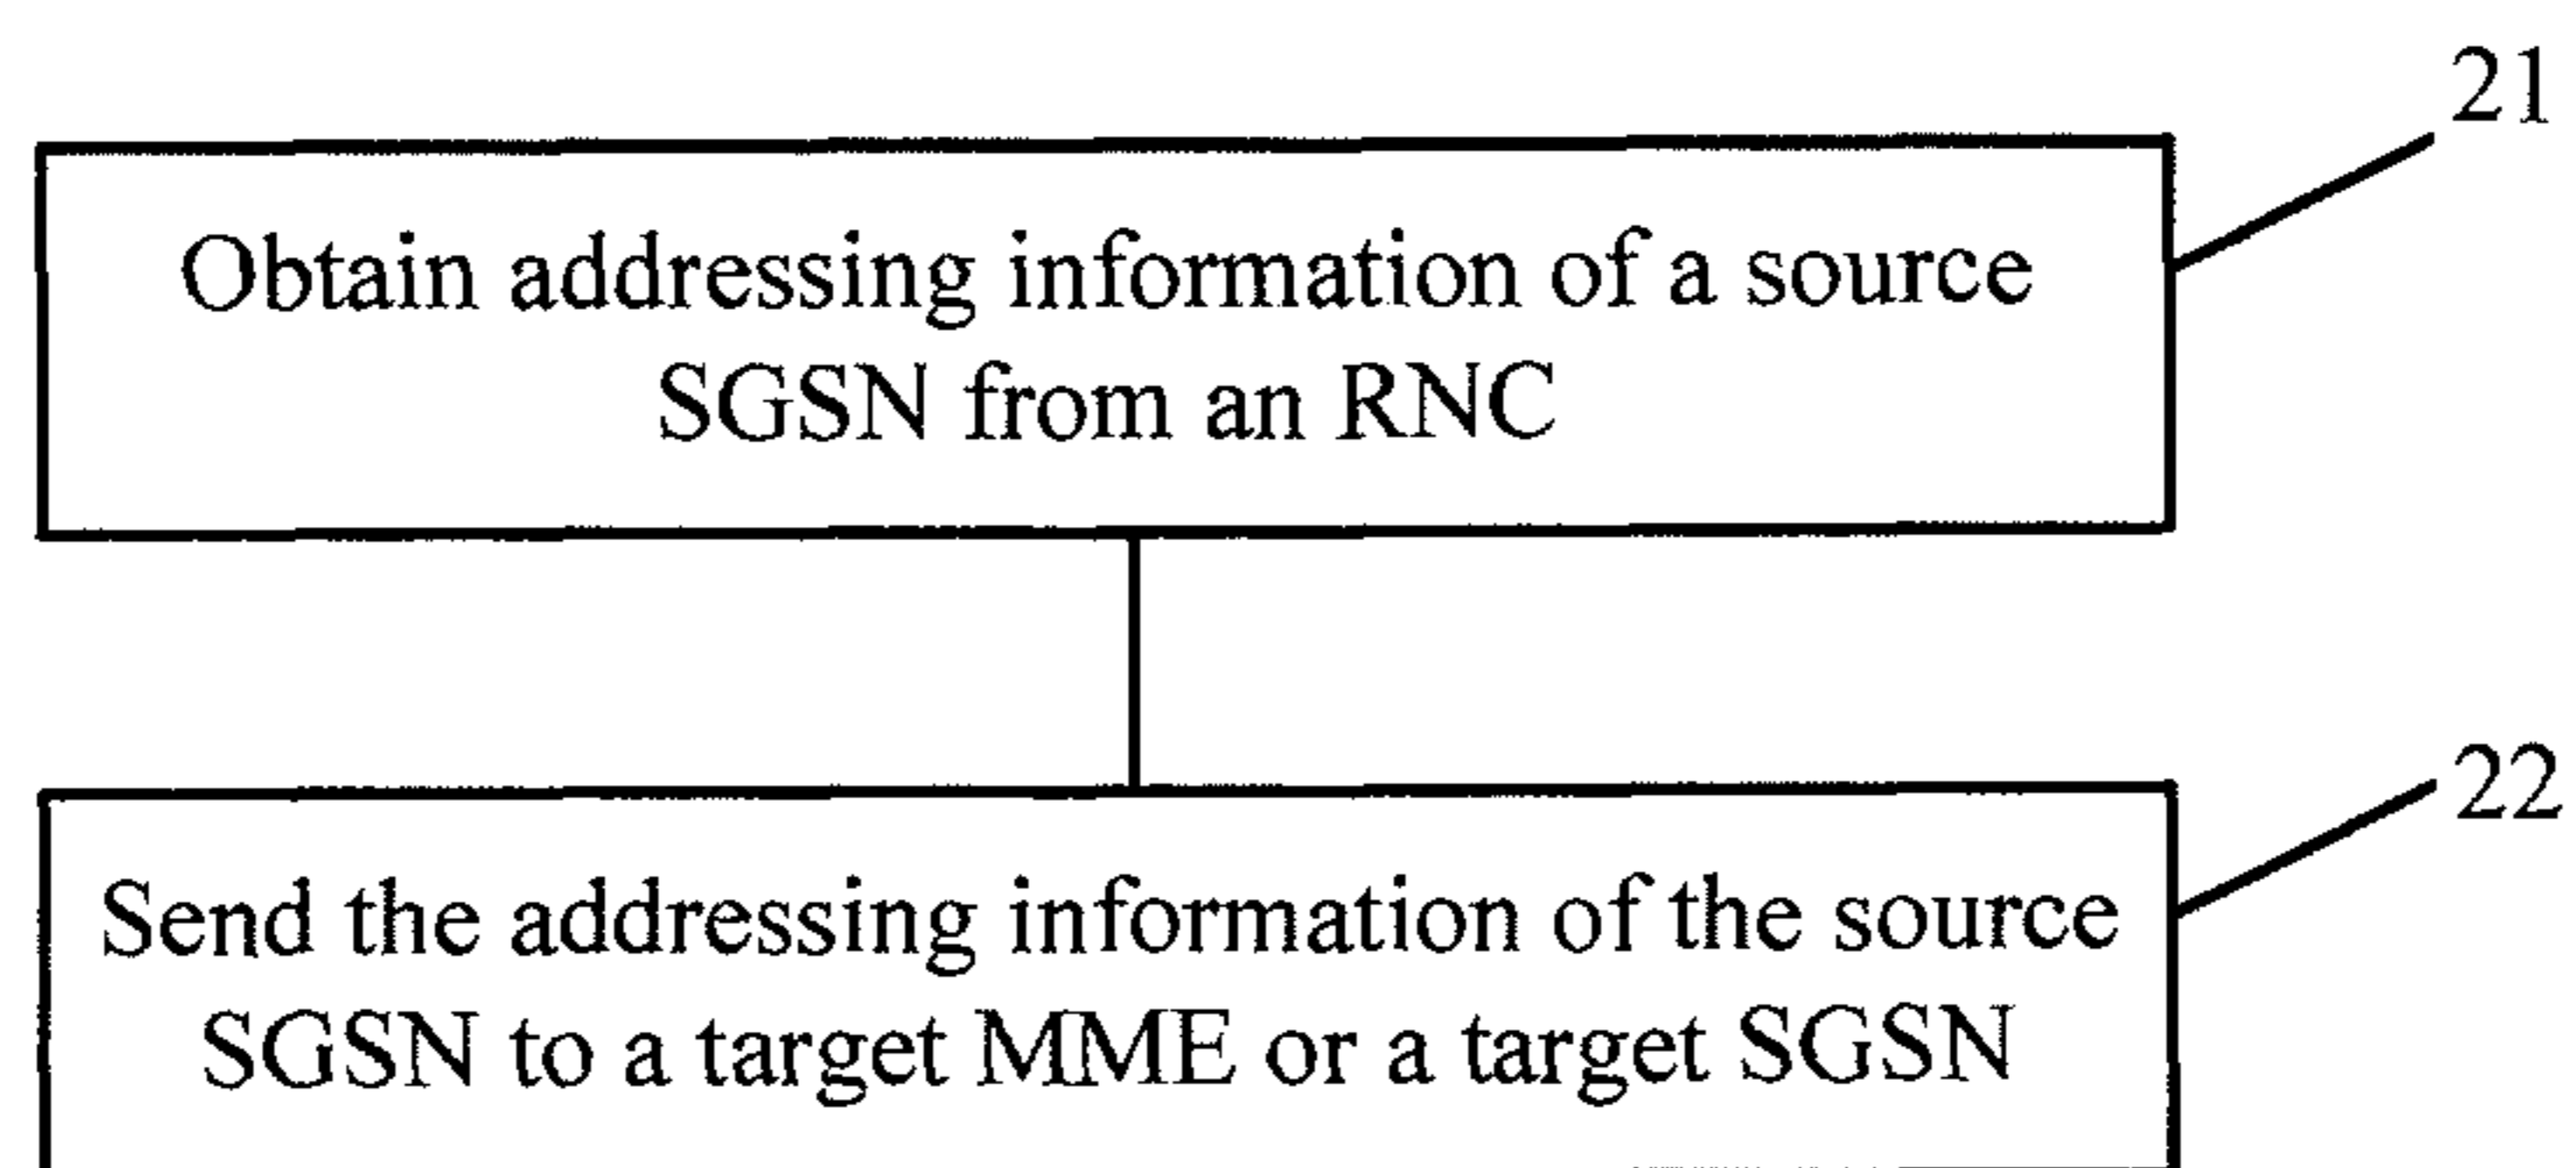 21
Obtain addressing information of a source
SGSN from an RNC
22
Send the addressing information of the source
SGSN to a target MME or a target SGSN